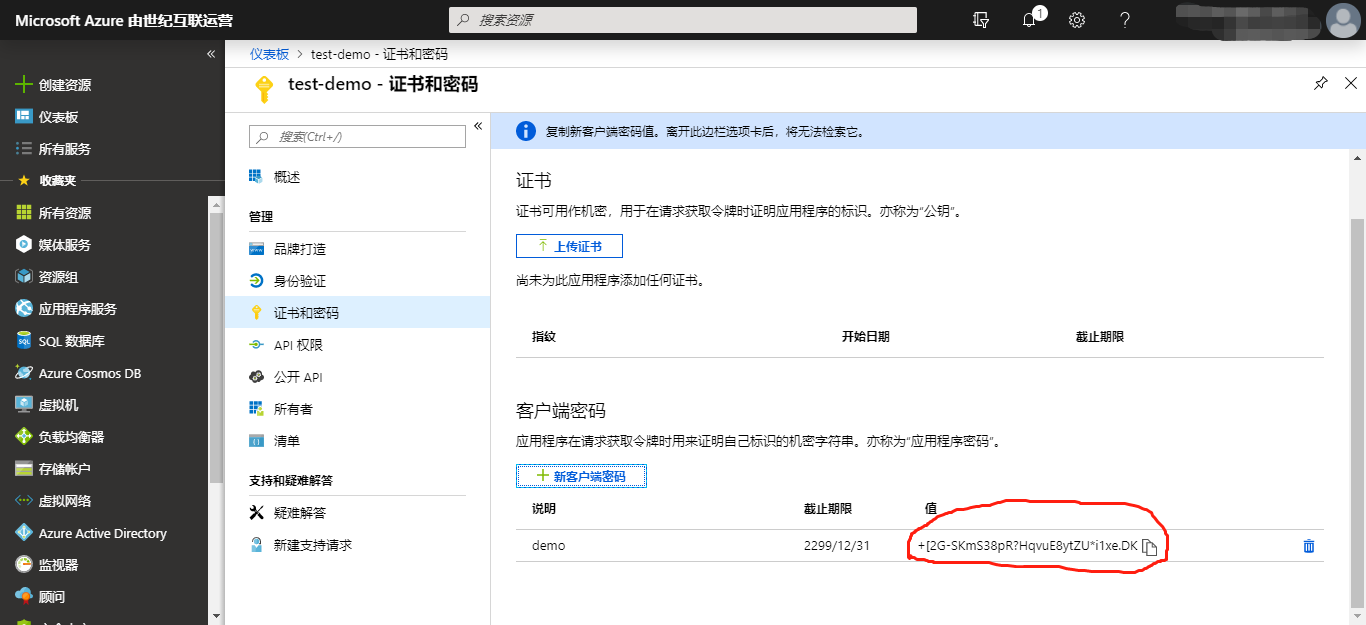 Microsoft Azure 由世纪互联运营
搜索资源
1
仪表板 > test-demo - 证书和密码
test-demo - 证书和密码
创建资源
仪表板
所有服务
收藏夹
所有资源
媒体服务
资源组
应用程序服务
SQL 数据库
Azure Cosmos DB
虚拟机
负载均衡器
存储帐户
虚拟网络
Azure Active Directory
监视器
顾问
搜索(Ctrl+/)
概述
管理
品牌打造
身份验证
证书和密码
API 权限
公开 API
所有者
清单
支持和疑难解答
疑难解答
新建支持请求
复制新客户端密码值。离开此边栏选项卡后，将无法检索它。
证书
证书可用作机密，用于在请求获取令牌时证明应用程序的标识。亦称为“公钥”。
上传证书
尚未为此应用程序添加任何证书。
指纹 开始日期 截止期限
客户端密码
应用程序在请求获取令牌时用来证明自己标识的机密字符串。亦称为“应用程序密码”。
新客户端密码
说明 截止期限 值
demo 2299/12/31 +[2G-SKmS38pR?HqvuE8ytZU*i1xe.DK